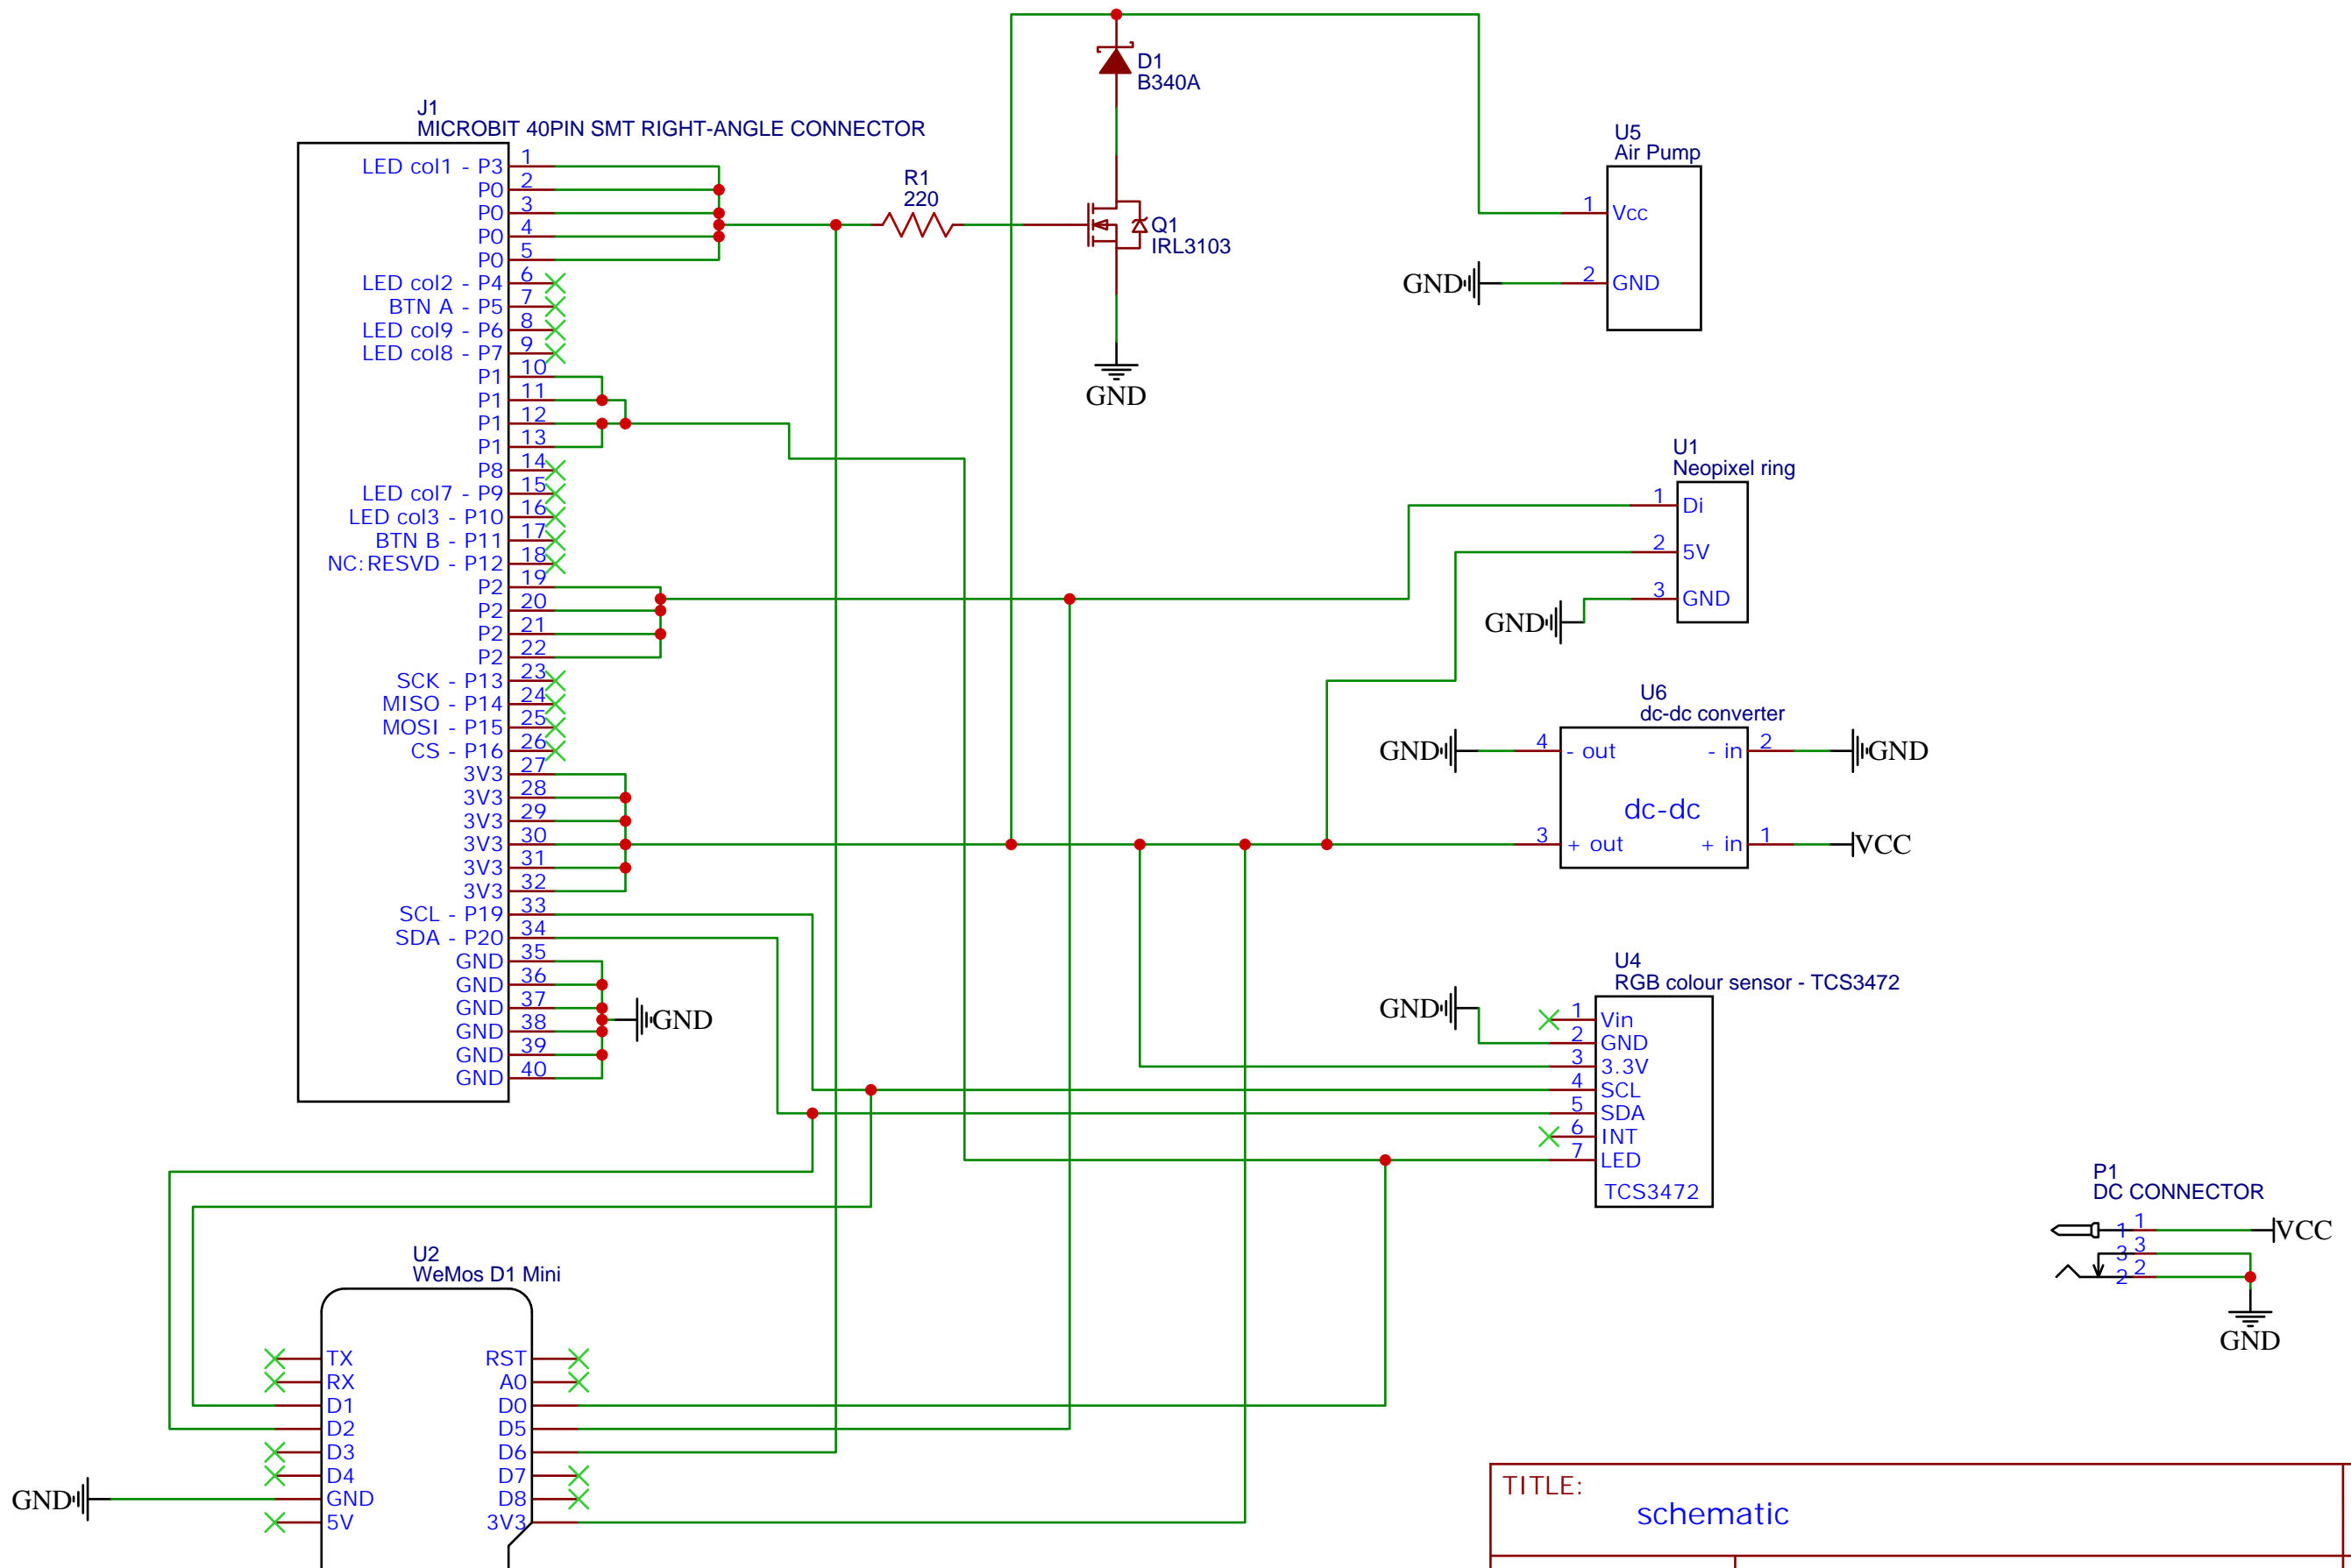 J1
MICROBIT 40PIN SMT RIGHT-ANGLE CONNECTOR
LED col1 - P3 1
P0 2
P0 3
P0 4
P0 5
LED col2 - P4 6
BTN A - P5 7
LED col9 - P6 8
LED col8 - P7 9
P1 10
P1 11
P1 12
P1 13
P8 14
LED col7 - P9 15
LED col3 - P10 16
BTN B - P11 17
NC:RESVD - P12 18
P2 19
P2 20
P2 21
P2 22
SCK - P13 23
MISO - P14 24
MOSI - P15 25
CS - P16 26
3V3 27
3V3 28
3V3 29
3V3 30
3V3 31
3V3 32
SCL - P19 33
SDA - P20 34
GND 35
GND 36
GND 37
GND 38
GND 39
GND 40
GND
R1
220
D1
B340A
Q1
IRL3103
GND
U5
Air Pump
1 Vcc
GND 2 GND
U1
Neopixel ring
1 Di
2 5V
GND 3 GND
U6
dc-dc converter
GND 4 - out - in 2 GND
dc-dc
3 + out + in 1 VCC
U4
RGB colour sensor - TCS3472
1 Vin
GND 2 GND
3 3.3V
4 SCL
5 SDA
6 INT
7 LED
TCS3472
P1
DC CONNECTOR
1 1 VCC
3 3
2 2
GND
U2
WeMos D1 Mini
TX RST
RX A0
D1 D0
D2 D5
D3 D6
D4 D7
GND GND D8
5V 3V3
TITLE:
schematic